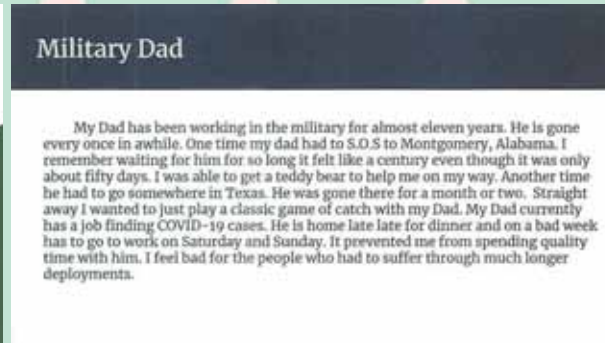 Military Dad
My Dad has been working in the military for almost eleven years. He is gone
every once in awhile. One time my dad had to S.O.S to Montgomery, Alabama. I
remember waiting for him for so long it felt like a century even though it was only
about fifty days. I was able to get a teddy bear to help me on my way. Another time
he had to go somewhere in Texas. He was gone there for a month or two. Straight
away I wanted to just play a classic game of catch with my Dad. My Dad currently
has a job finding COVID-19 cases. He is home late late for dinner and on a bad week
has to go to work on Saturday and Sunday. It prevented me from spending quality
time with him. I feel bad for the people who had to suffer through much longer
deployments.